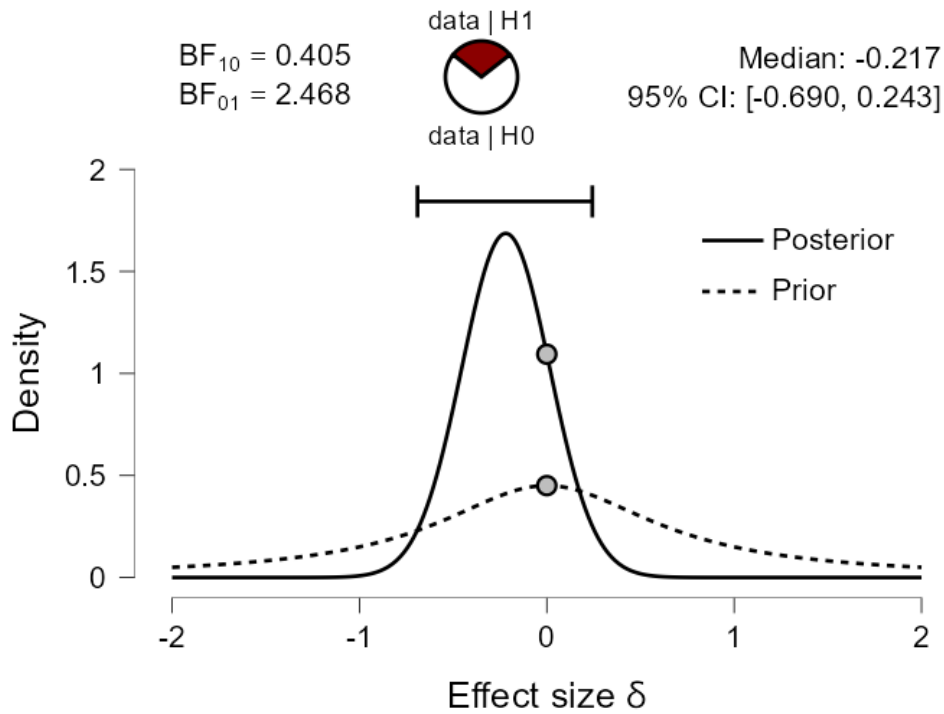 data | H1
BF₁₀ = 0.405
BF₀₁ = 2.468
Median: -0.217
95% CI: [-0.690, 0.243]
data | H0
2
1.5
1
0.5
0
Density
Posterior
Prior
-2 -1 0 1 2
Effect size δ